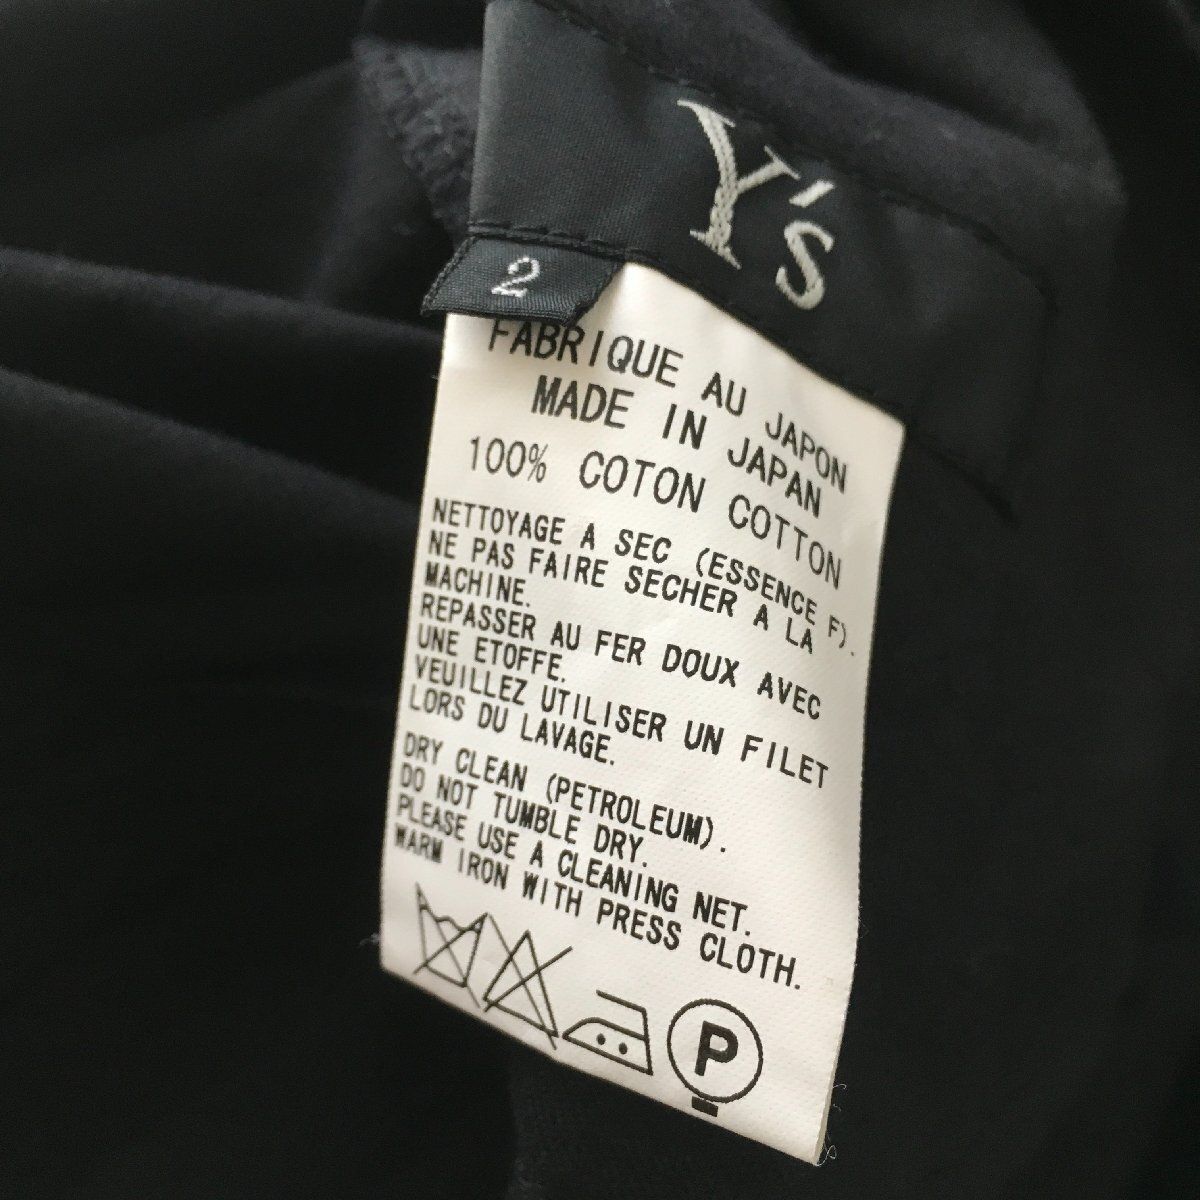 Y's
2
FABRIQUE AU JAPON
MADE IN JAPAN
100% COTON COTTON
NETTOYAGE A SEC (ESSENCE F).
NE PAS FAIRE SECHER A LA
MACHINE.
REPASSER AU FER DOUX AVEC
UNE ETOFFE.
VEUILLEZ UTILISER UN FILET
LORS DU LAVAGE.
DRY CLEAN (PETROLEUM).
DO NOT TUMBLE DRY.
PLEASE USE A CLEANING NET.
WARM IRON WITH PRESS CLOTH.
P